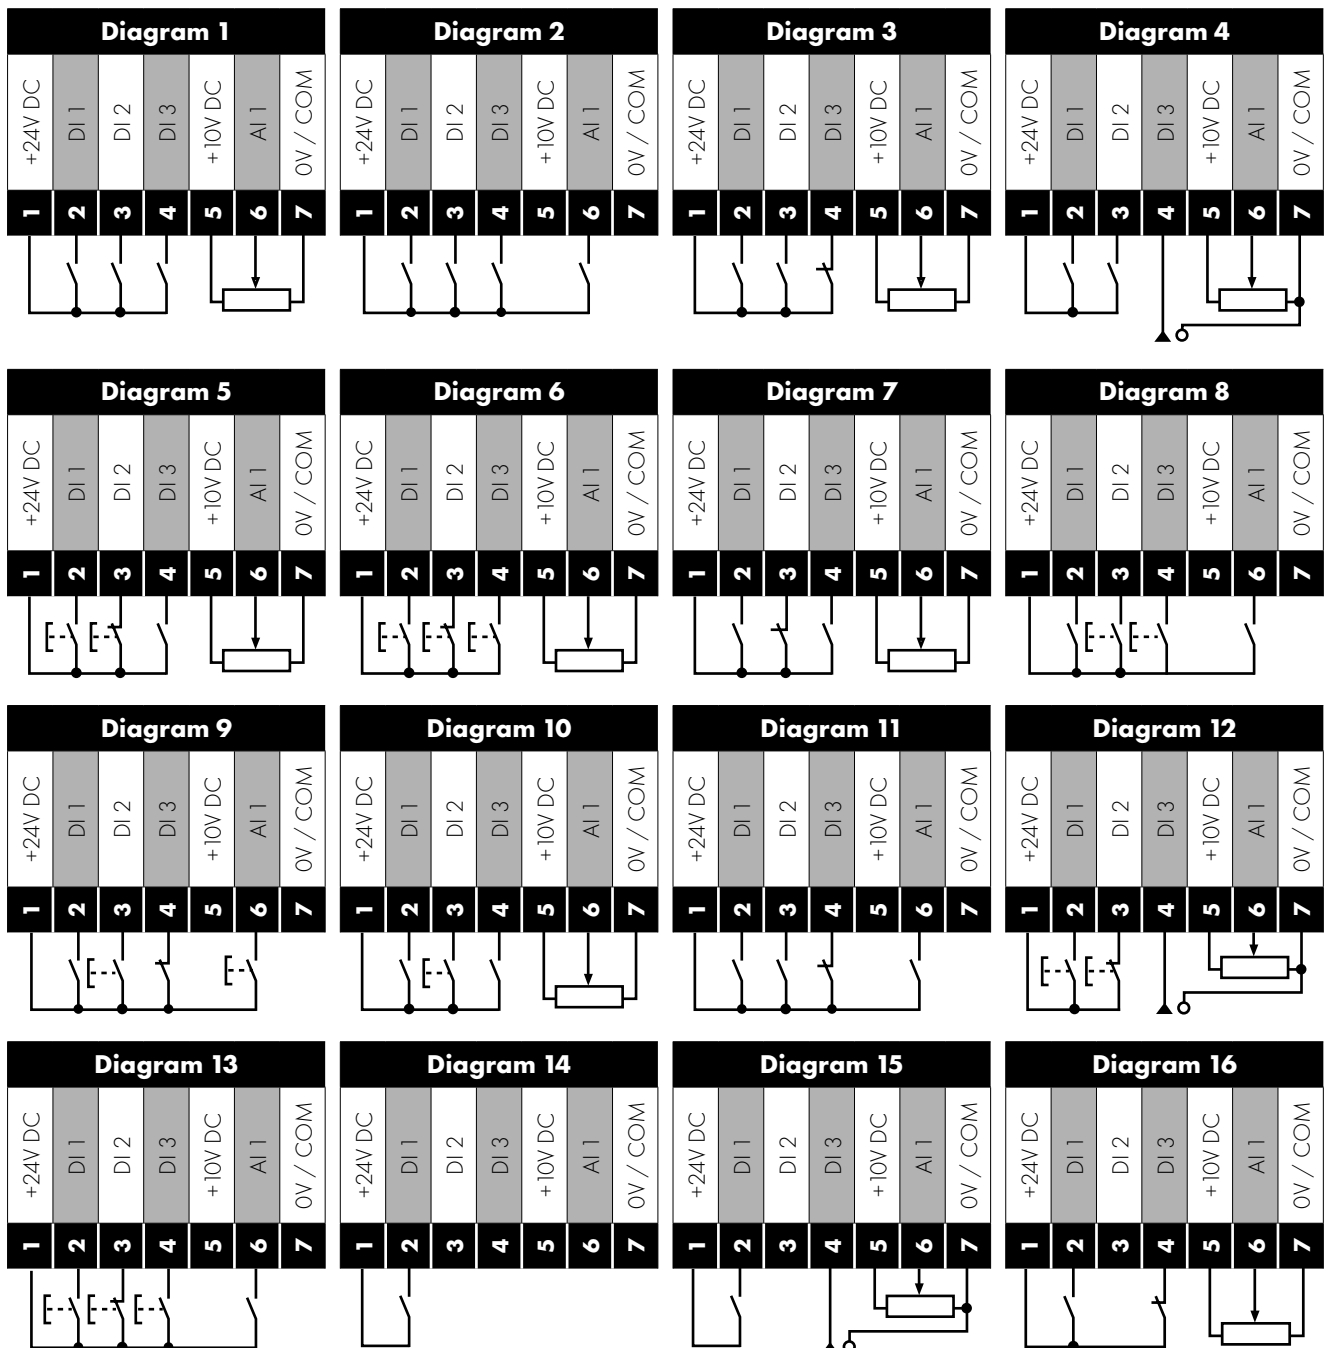 Diagram 1 Diagram 2 Diagram 3 Diagram 4
+24V DC DI 1 DI 2 DI 3 +10V DC AI 1 0V / COM +24V DC DI 1 DI 2 DI 3 +10V DC AI 1 0V / COM +24V DC DI 1 DI 2 DI 3 +10V DC AI 1 0V / COM +24V DC DI 1 DI 2 DI 3 +10V DC AI 1 0V / COM
1 2 3 4 5 6 7 1 2 3 4 5 6 7 1 2 3 4 5 6 7 1 2 3 4 5 6 7
Diagram 5 Diagram 6 Diagram 7 Diagram 8
+24V DC DI 1 DI 2 DI 3 +10V DC AI 1 0V / COM +24V DC DI 1 DI 2 DI 3 +10V DC AI 1 0V / COM +24V DC DI 1 DI 2 DI 3 +10V DC AI 1 0V / COM +24V DC DI 1 DI 2 DI 3 +10V DC AI 1 0V / COM
1 2 3 4 5 6 7 1 2 3 4 5 6 7 1 2 3 4 5 6 7 1 2 3 4 5 6 7
Diagram 9 Diagram 10 Diagram 11 Diagram 12
+24V DC DI 1 DI 2 DI 3 +10V DC AI 1 0V / COM +24V DC DI 1 DI 2 DI 3 +10V DC AI 1 0V / COM +24V DC DI 1 DI 2 DI 3 +10V DC AI 1 0V / COM +24V DC DI 1 DI 2 DI 3 +10V DC AI 1 0V / COM
1 2 3 4 5 6 7 1 2 3 4 5 6 7 1 2 3 4 5 6 7 1 2 3 4 5 6 7
Diagram 13 Diagram 14 Diagram 15 Diagram 16
+24V DC DI 1 DI 2 DI 3 +10V DC AI 1 0V / COM +24V DC DI 1 DI 2 DI 3 +10V DC AI 1 0V / COM +24V DC DI 1 DI 2 DI 3 +10V DC AI 1 0V / COM +24V DC DI 1 DI 2 DI 3 +10V DC AI 1 0V / COM
1 2 3 4 5 6 7 1 2 3 4 5 6 7 1 2 3 4 5 6 7 1 2 3 4 5 6 7